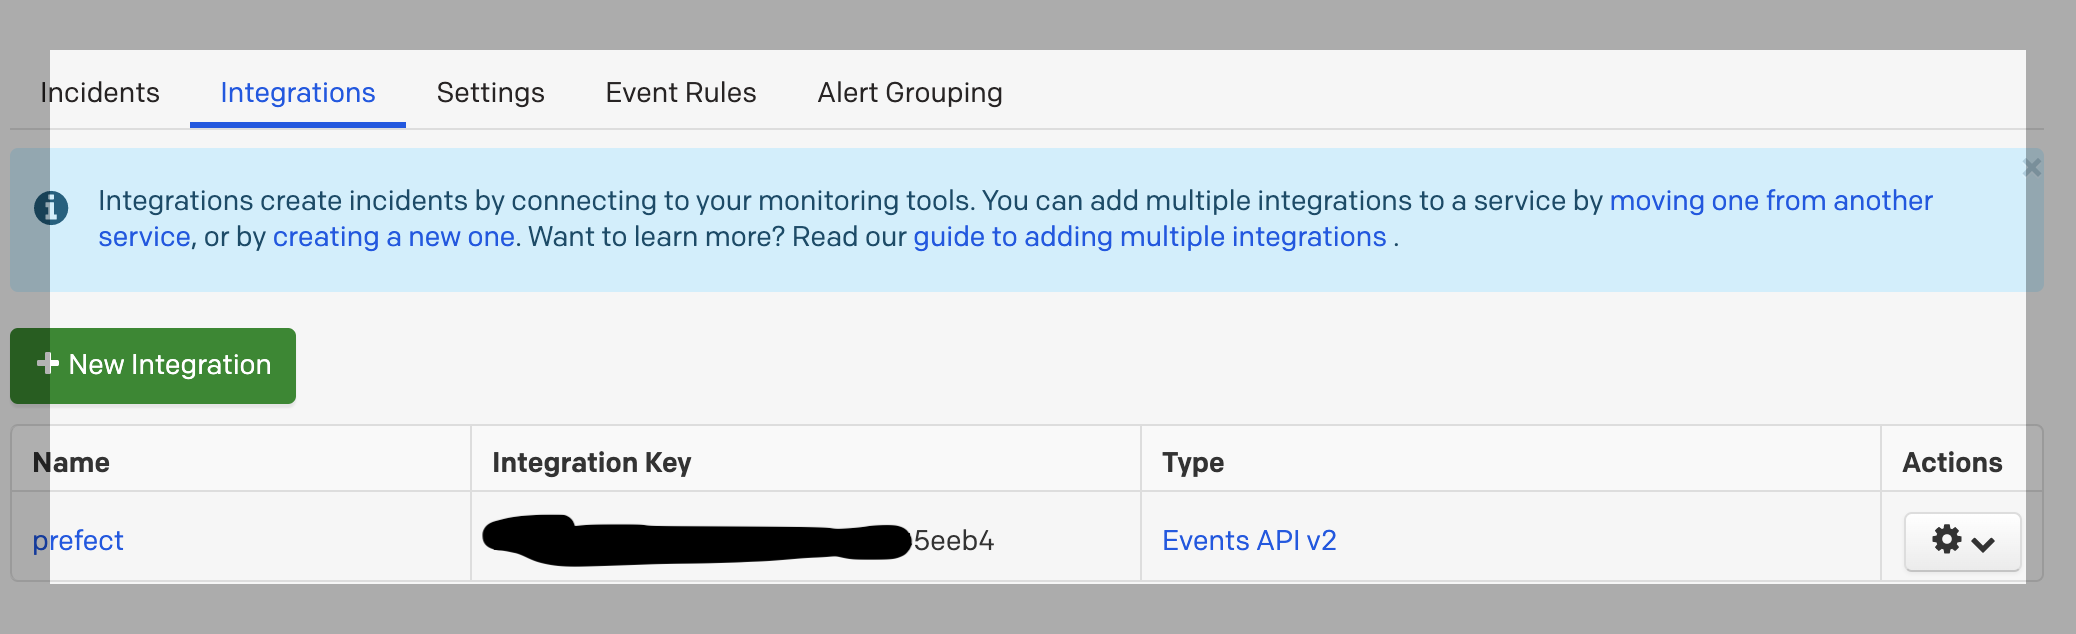 Incidents Integrations Settings Event Rules Alert Grouping
Integrations create incidents by connecting to your monitoring tools. You can add multiple integrations to a service by moving one from another
service, or by creating a new one. Want to learn more? Read our guide to adding multiple integrations .
New Integration
Name Integration Key Type Actions
prefect 5eeb4 Events API v2